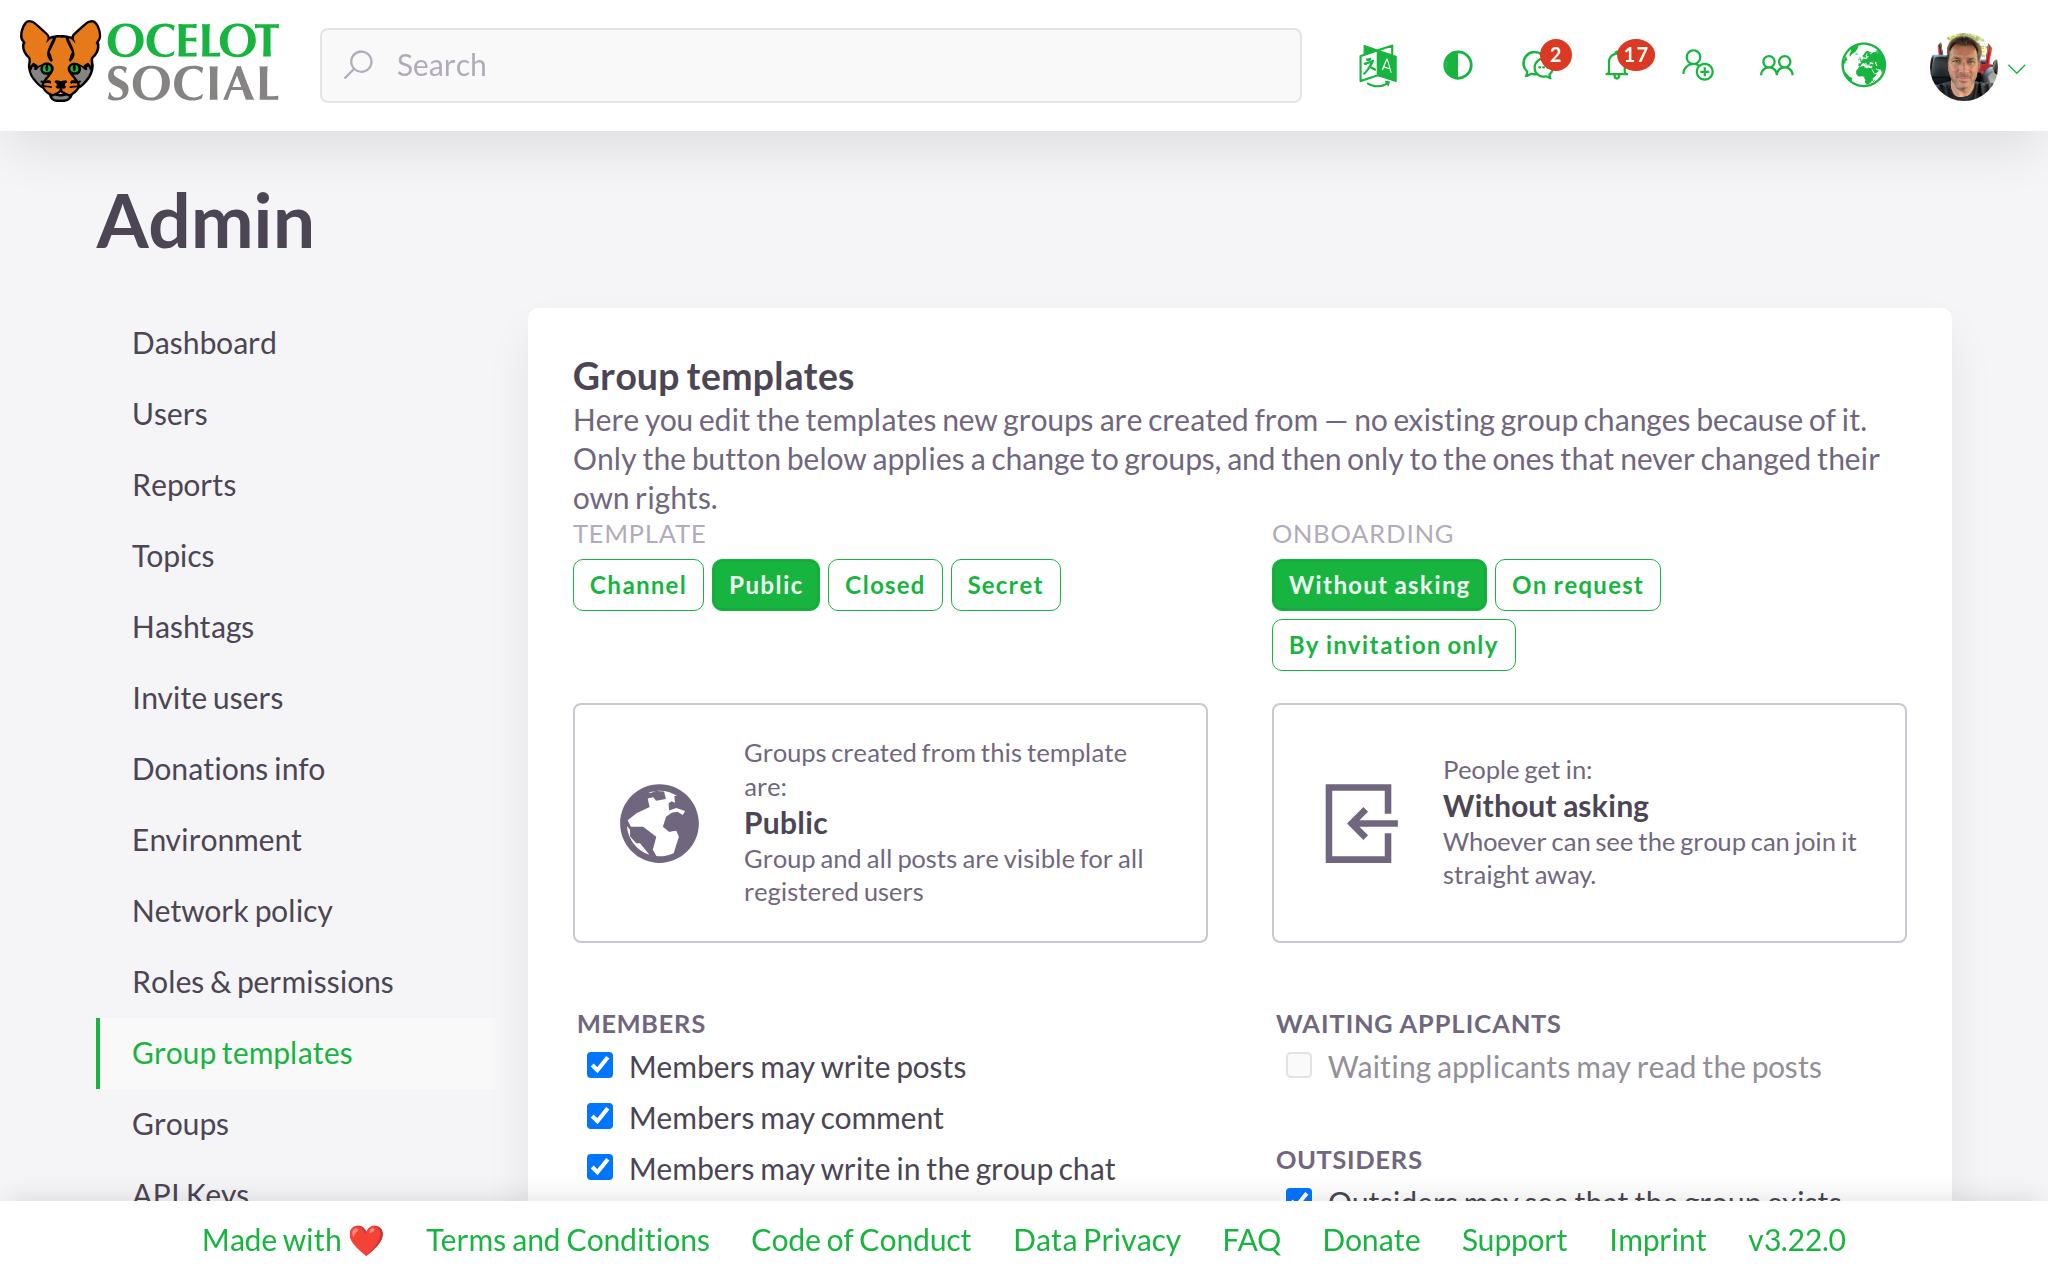 OCELOT
SOCIAL
Search
2
17
Admin
Dashboard
Users
Reports
Topics
Hashtags
Invite users
Donations info
Environment
Network policy
Roles & permissions
Group templates
Groups
API Keys
Group templates
Here you edit the templates new groups are created from — no existing group changes because of it.
Only the button below applies a change to groups, and then only to the ones that never changed their
own rights.
TEMPLATE
Channel
Public
Closed
Secret
ONBOARDING
Without asking
On request
By invitation only
Groups created from this template
are:
Public
Group and all posts are visible for all
registered users
People get in:
Without asking
Whoever can see the group can join it
straight away.
MEMBERS
Members may write posts
Members may comment
Members may write in the group chat
WAITING APPLICANTS
Waiting applicants may read the posts
OUTSIDERS
Outsiders may see that the group exists
Made with ❤️
Terms and Conditions
Code of Conduct
Data Privacy
FAQ
Donate
Support
Imprint
v3.22.0